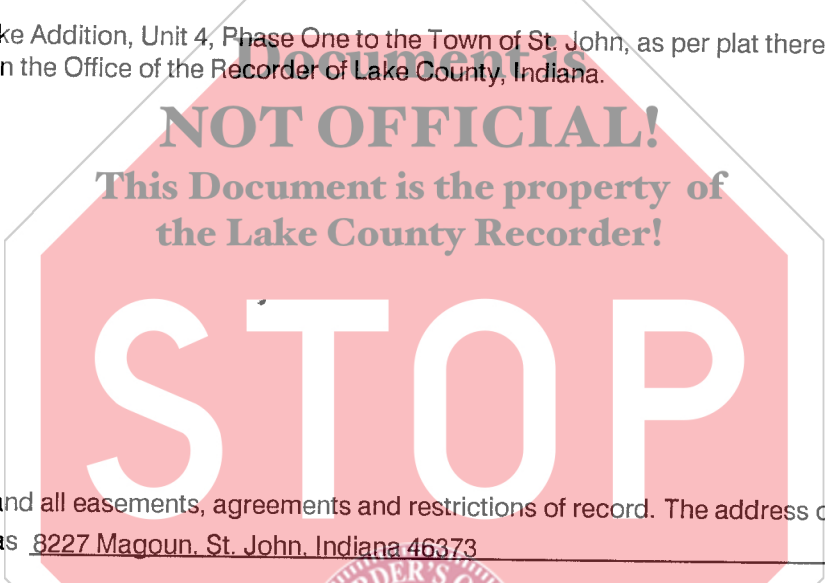 ke Addition, Unit 4, Phase One to the Town of St. John, as per plat there
n the Office of the Recorder of Lake County, Indiana.
Document is
NOT OFFICIAL!
This Document is the property of
the Lake County Recorder!
STOP
and all easements, agreements and restrictions of record. The address o
as 8227 Magoun, St. John, Indiana 46373
DER'S O